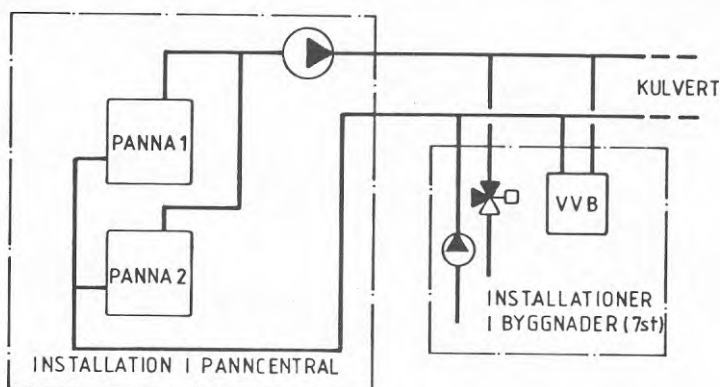 PANNA 1
PANNA 2
INSTALLATION I PANNCENTRAL
KULVERT
VVB
INSTALLATIONER
I BYGGNADER (7st)